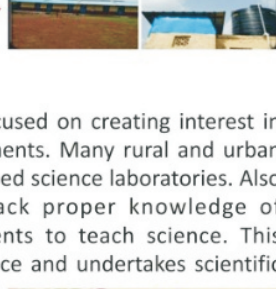 cused on creating interest in
ents. Many rural and urban
ed science laboratories. Also
ack proper knowledge of
nts to teach science. This
ce and undertakes scientific